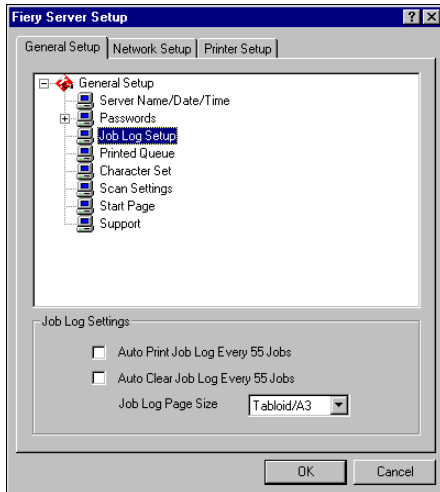 Fiery Server Setup
General Setup Network Setup Printer Setup
General Setup
Server Name/Date/Time
Passwords
Job Log Setup
Printed Queue
Character Set
Scan Settings
Start Page
Support
Job Log Settings
Auto Print Job Log Every 55 Jobs
Auto Clear Job Log Every 55 Jobs
Job Log Page Size Tabloid/A3
OK Cancel